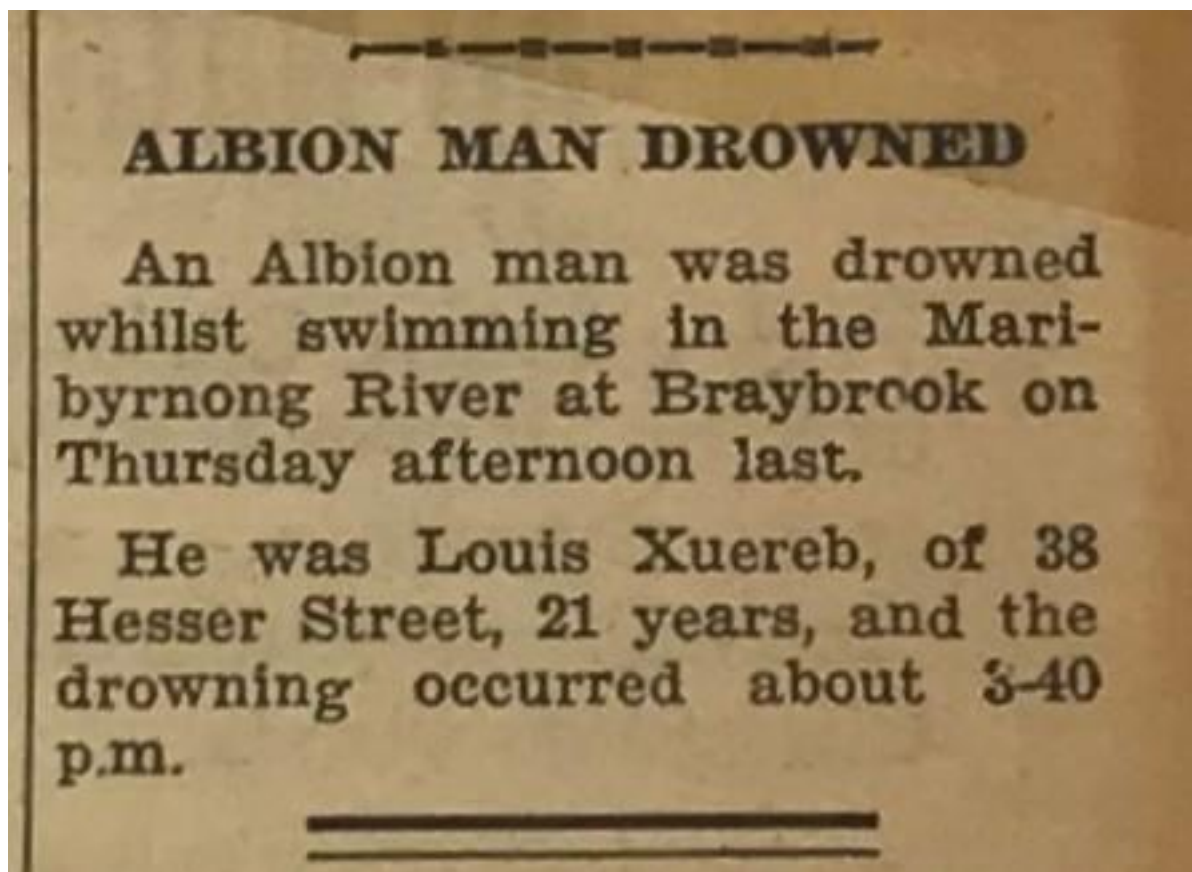 ALBION MAN DROWNED
An Albion man was drowned
whilst swimming in the Mari-
byrnong River at Braybrook on
Thursday afternoon last.
He was Louis Xuereb, of 38
Hesser Street, 21 years, and the
drowning occurred about 3-40
p.m.